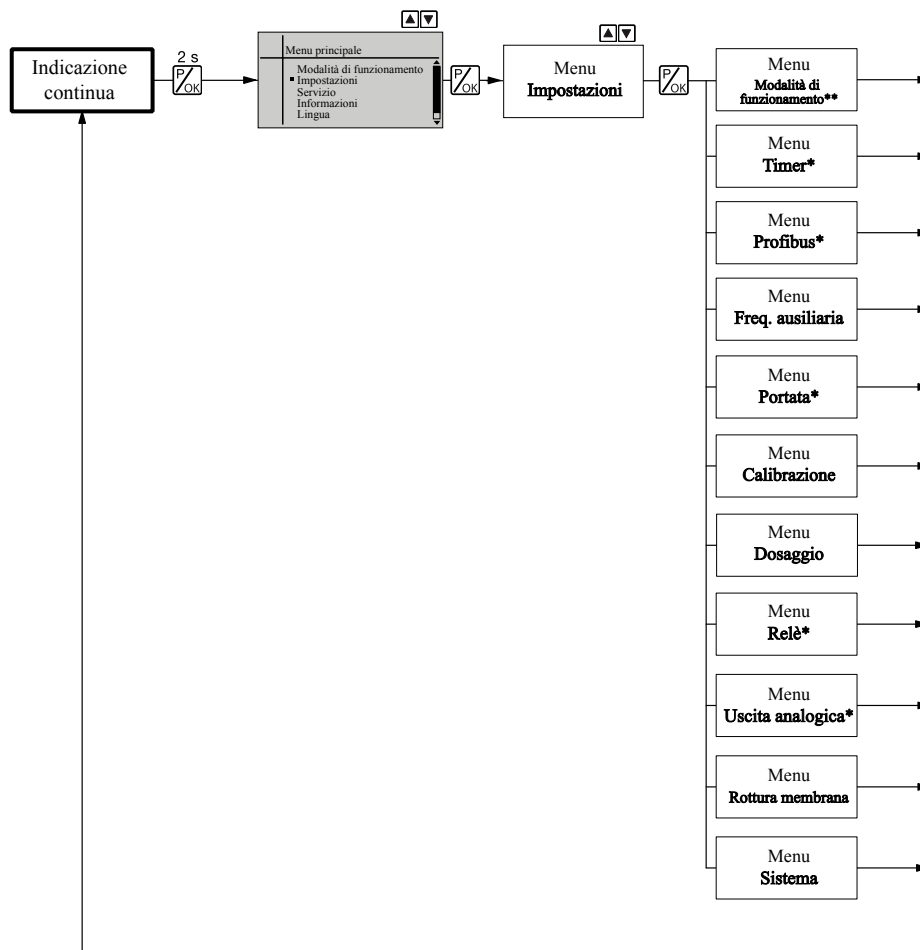 Indicazione
continua
2 s
P/OK
Menu principale
Modalità di funzionamento
Impostazioni
Servizio
Informazioni
Lingua
P/OK
Menu
Impostazioni
P/OK
Menu
Modalità di
funzionamento**
Menu
Timer*
Menu
Profibus*
Menu
Freq. ausiliaria
Menu
Portata*
Menu
Calibrazione
Menu
Dosaggio
Menu
Relè*
Menu
Uscita analogica*
Menu
Rottura membrana
Menu
Sistema